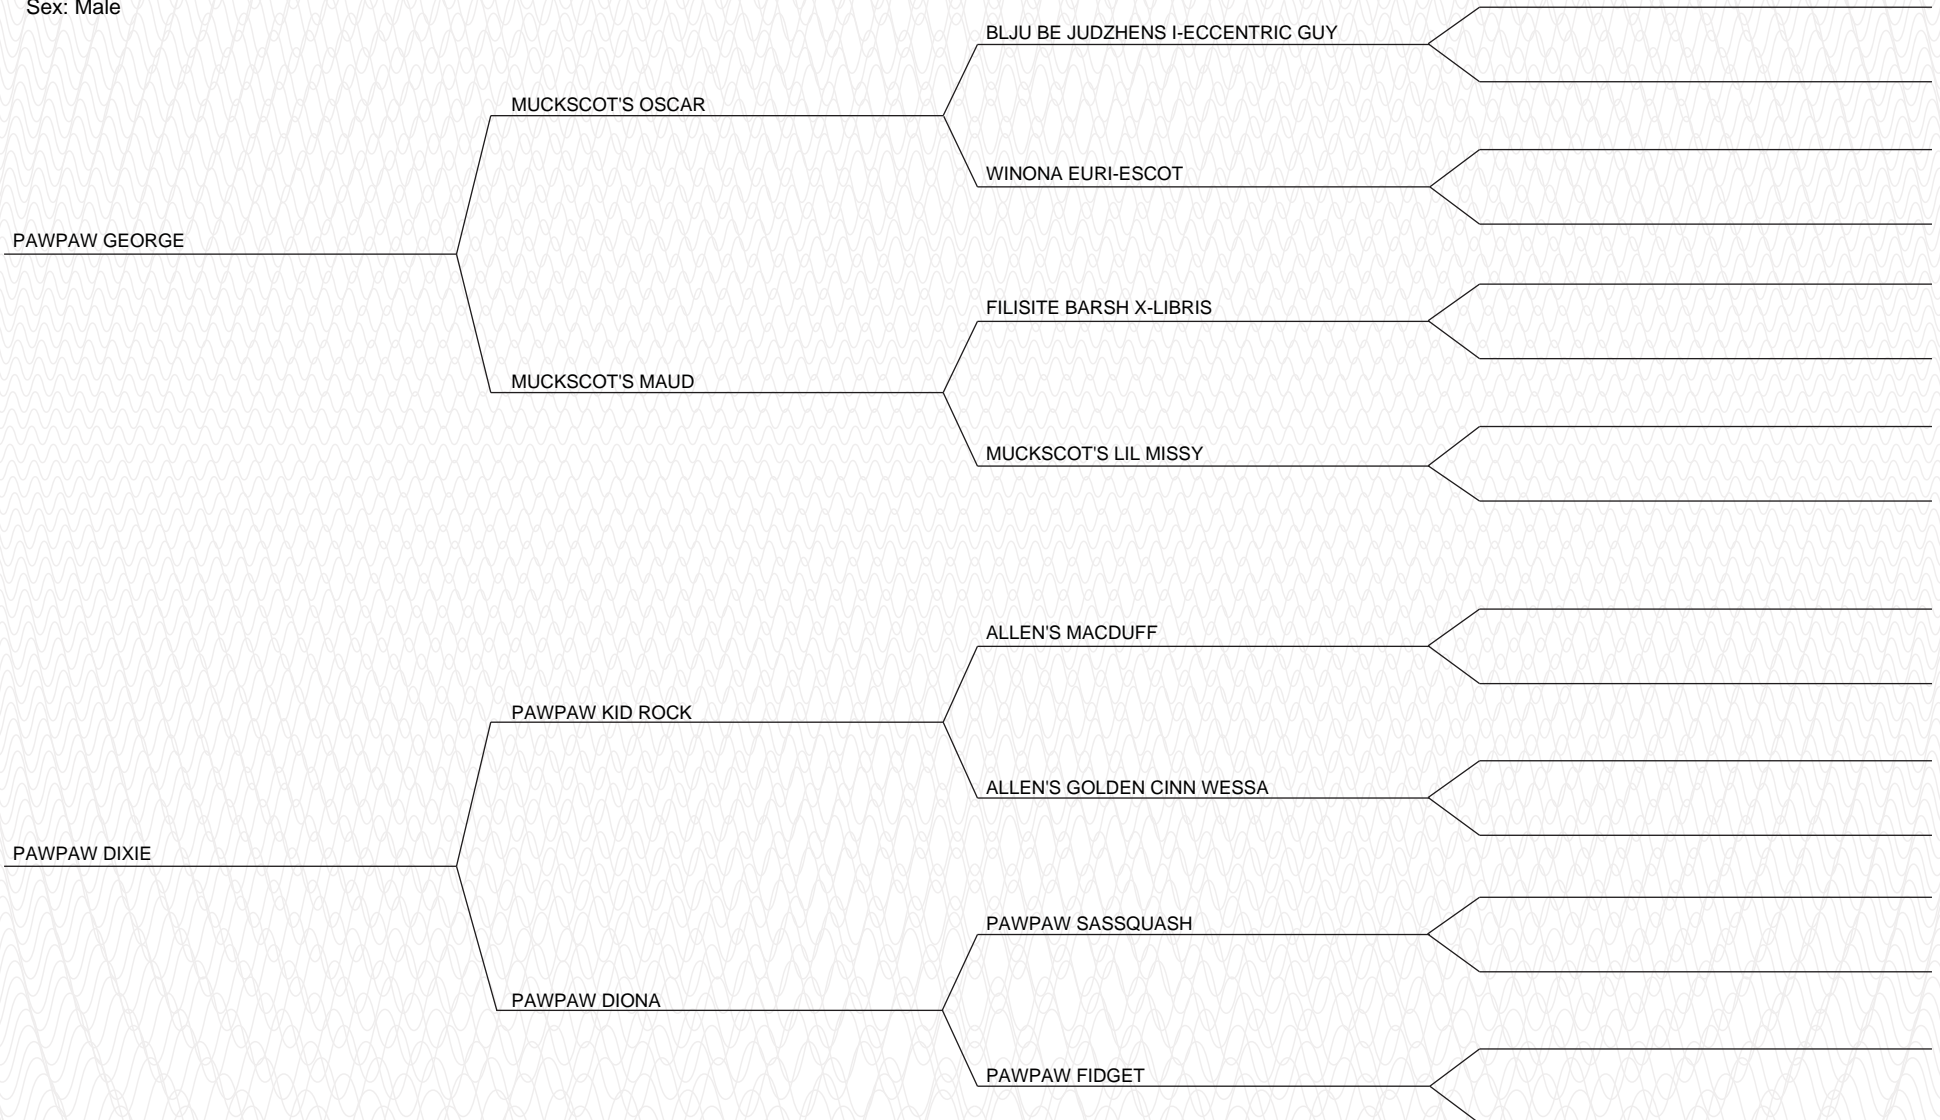 Sex: Male
BLJU BE JUDZHENS I-ECCENTRIC GUY
MUCKSCOT'S OSCAR
WINONA EURI-ESCOT
PAWPAW GEORGE
FILISITE BARSH X-LIBRIS
MUCKSCOT'S MAUD
MUCKSCOT'S LIL MISSY
ALLEN'S MACDUFF
PAWPAW KID ROCK
ALLEN'S GOLDEN CINN WESSA
PAWPAW DIXIE
PAWPAW SASSQUASH
PAWPAW DIONA
PAWPAW FIDGET